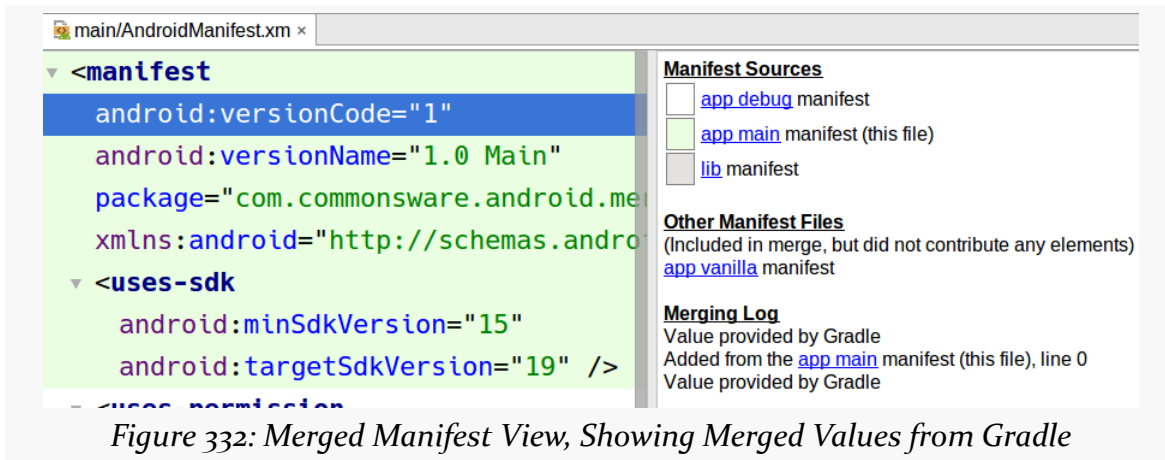 main/AndroidManifest.xm ×
<manifest
android:versionCode="1"
android:versionName="1.0 Main"
package="com.commonsware.android.me
xmlns:android="http://schemas.andro
<uses-sdk
android:minSdkVersion="15"
android:targetSdkVersion="19" />
<uses-permission
Manifest Sources
app debug manifest
app main manifest (this file)
lib manifest
Other Manifest Files
(Included in merge, but did not contribute any elements)
app vanilla manifest
Merging Log
Value provided by Gradle
Added from the app main manifest (this file), line 0
Value provided by Gradle
Figure 332: Merged Manifest View, Showing Merged Values from Gradle